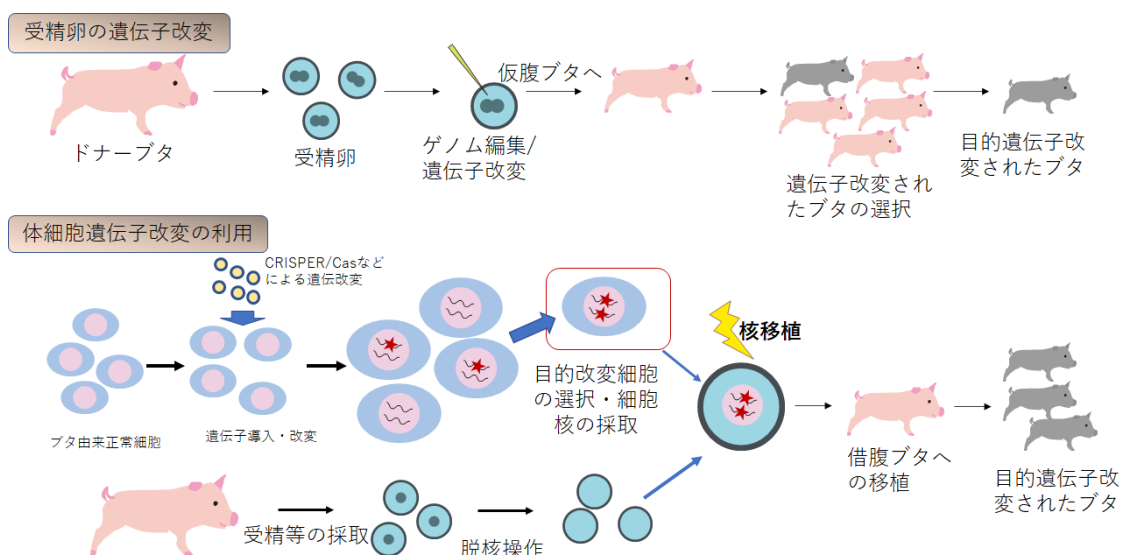 受精卵の遺伝子改変
仮腹ブタへ
ドナーブタ
受精卵
ゲノム編集/
遺伝子改変
遺伝子改変され
たブタの選択
目的遺伝子改
変されたブタ
体細胞遺伝子改変の利用
CRISPER/Casなど
による遺伝改変
核移植
目的改変細胞
の選択・細胞
核の採取
ブタ由来正常細胞
遺伝子導入・改変
借腹ブタへ
の移植
目的遺伝子改
変されたブタ
受精等の採取
脱核操作